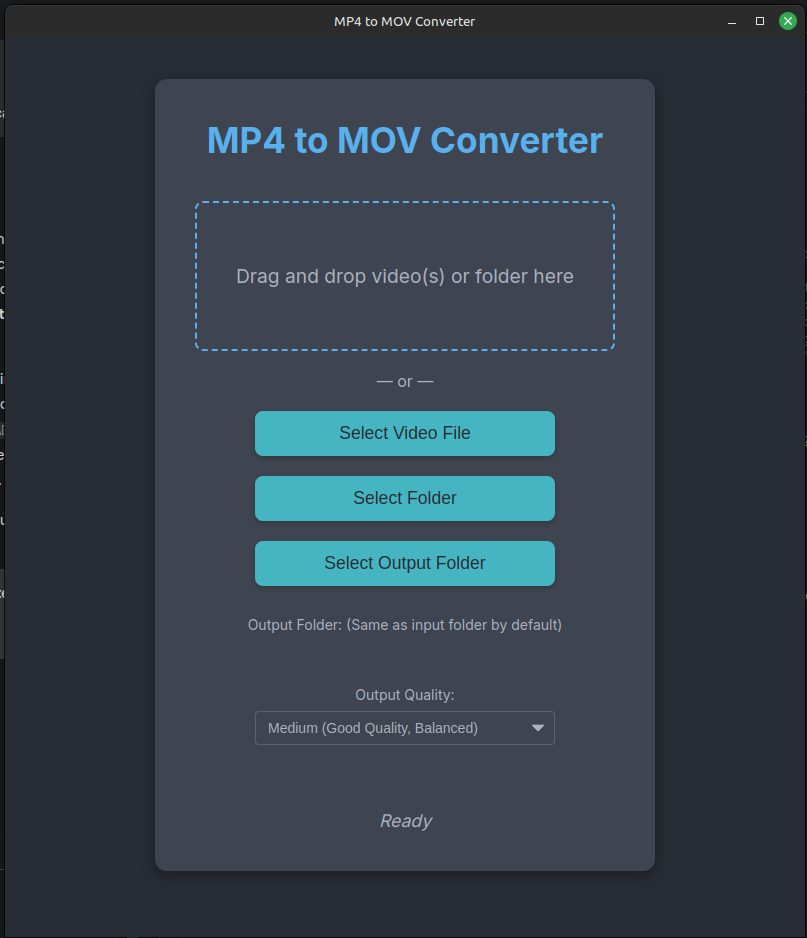 MP4 to MOV Converter
MP4 to MOV Converter
Drag and drop video(s) or folder here
— or —
Select Video File
Select Folder
Select Output Folder
Output Folder: (Same as input folder by default)
Output Quality:
Medium (Good Quality, Balanced)
Ready